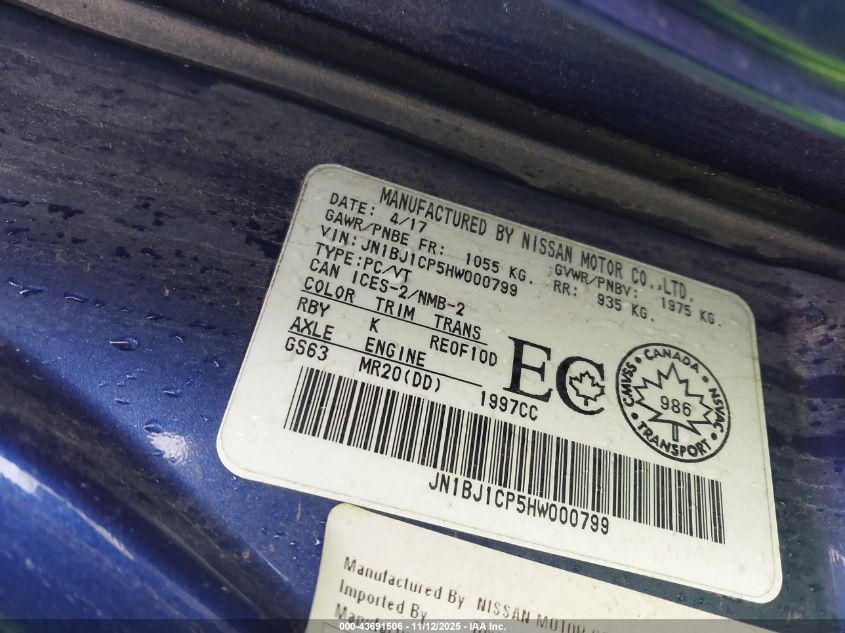 MANUFACTURED BY NISSAN MOTOR CO.,LTD.
DATE: 4/17 GVWR/PNBV: 1975 KG.
GAWR/PNBE FR: 1055 KG. RR: 935 KG.
VIN: JN1BJ1CP5HW000799
TYPE:PC/VT
CAN ICES-2/NMB-2
COLOR TRIM TRANS
RBY K RE0F10D
AXLE ENGINE
GS63 MR20(DD) 1997CC
EC
CANADA
CMVSS 986 NSVAC
TRANSPORT
JN1BJ1CP5HW000799
Manufactured By NISSAN MOTOR
Imported By
000-43691506 - 11/12/2025 - IAA Inc.